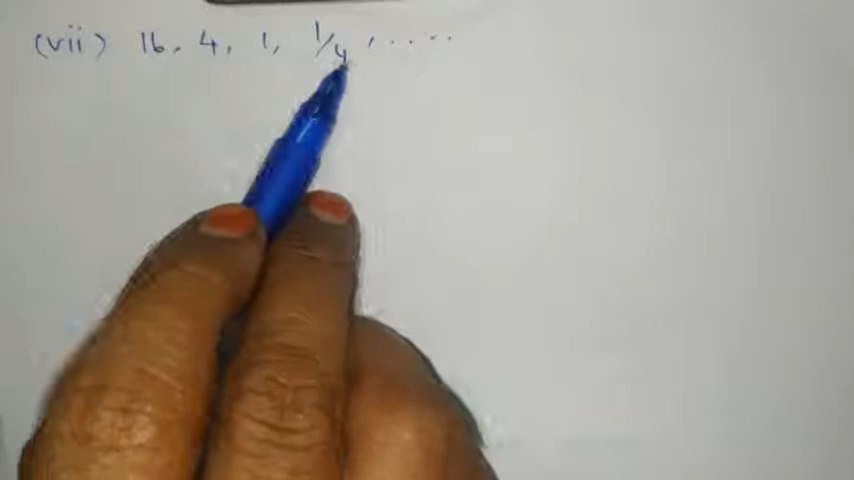 (vii) 16, 4, 1, 1/4, ....